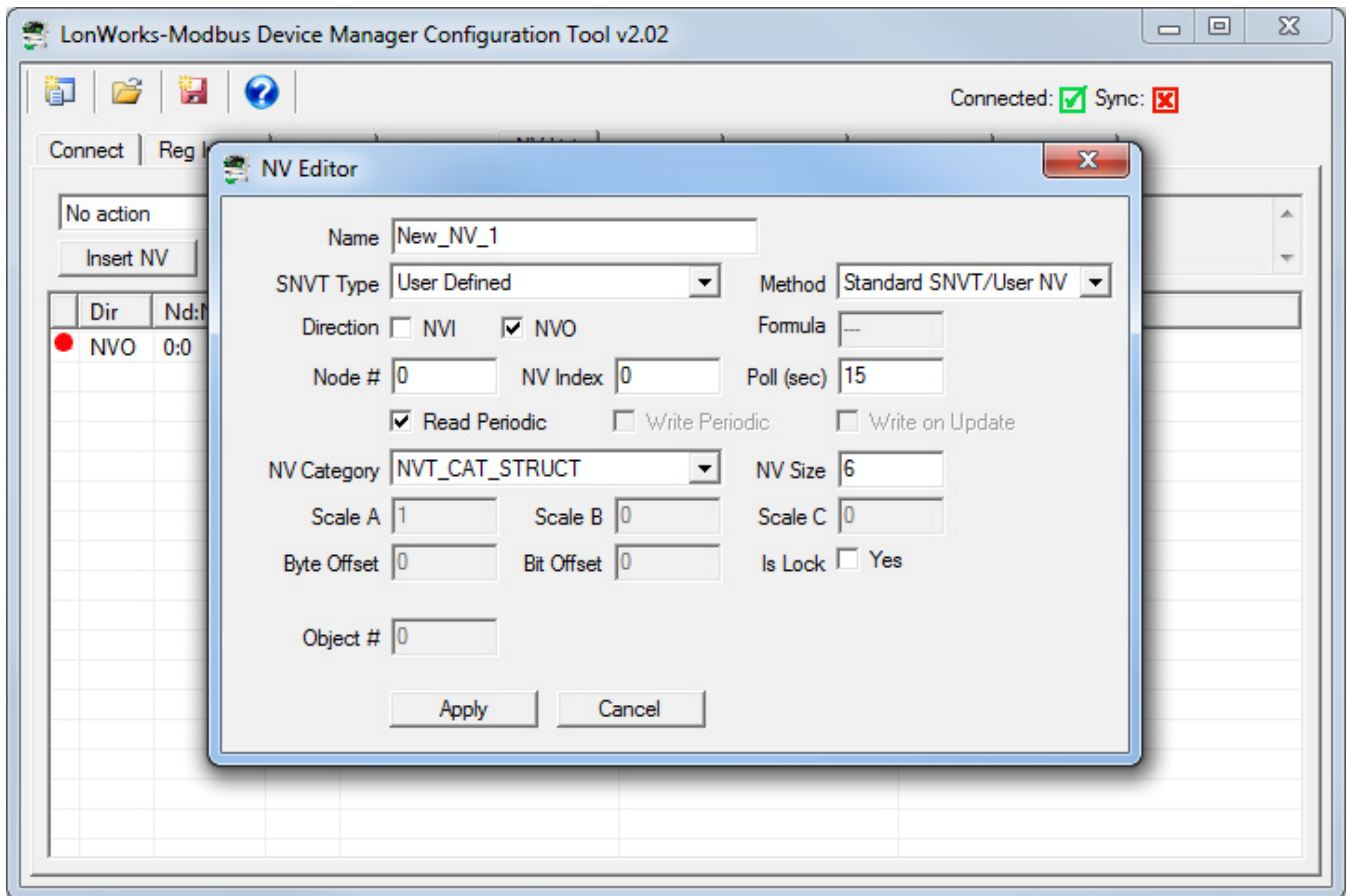 LonWorks-Modbus Device Manager Configuration Tool v2.02
Connected: Sync:
Connect Reg
NV Editor
No action
Insert NV
Name New_NV_1
SNVT Type User Defined Method Standard SNVT/User NV
Dir Nd:
Direction NVI NVO Formula ---
NVO 0:0
Node # 0 NV Index 0 Poll (sec) 15
Read Periodic Write Periodic Write on Update
NV Category NVT_CAT_STRUCT NV Size 6
Scale A 1 Scale B 0 Scale C 0
Byte Offset 0 Bit Offset 0 Is Lock Yes
Object # 0
Apply Cancel